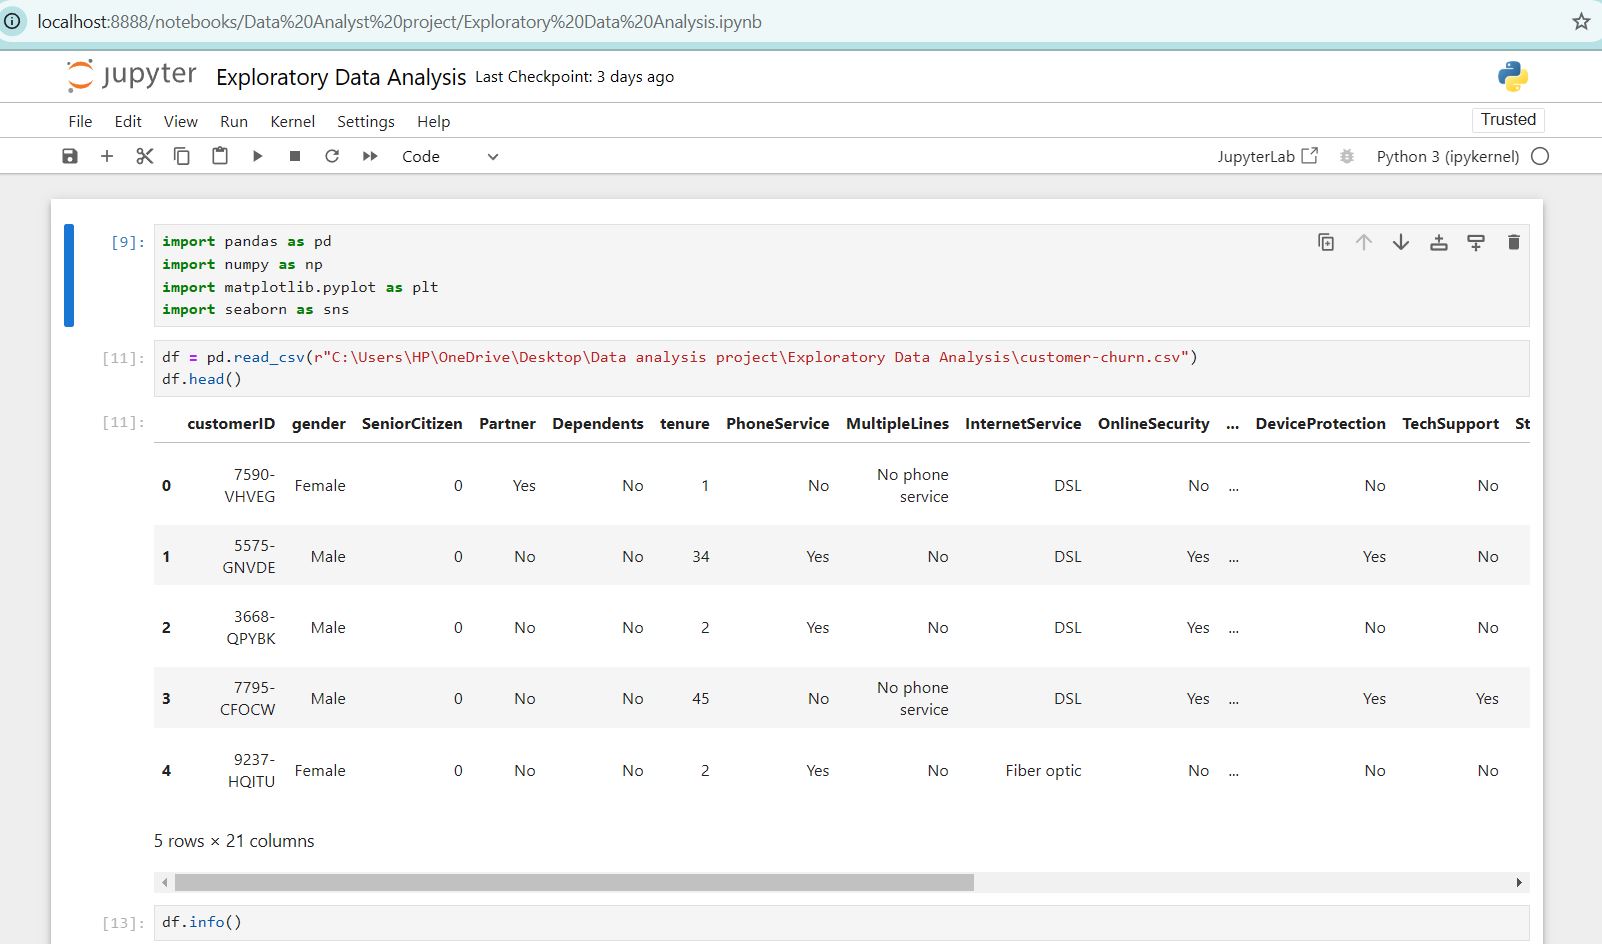 localhost:8888/notebooks/Data%20Analyst%20project/Exploratory%20Data%20Analysis.ipynb
jupyter Exploratory Data Analysis Last Checkpoint: 3 days ago
File Edit View Run Kernel Settings Help Trusted
Code JupyterLab Python 3 (ipykernel)
[9]: import pandas as pd
import numpy as np
import matplotlib.pyplot as plt
import seaborn as sns
[11]: df = pd.read_csv(r"C:\Users\HP\OneDrive\Desktop\Data analysis project\Exploratory Data Analysis\customer-churn.csv")
df.head()
[11]: customerID gender SeniorCitizen Partner Dependents tenure PhoneService MultipleLines InternetService OnlineSecurity ... DeviceProtection TechSupport St
0 7590-VHVEG Female 0 Yes No 1 No No phone service DSL No ... No No
1 5575-GNVDE Male 0 No No 34 Yes No DSL Yes ... Yes No
2 3668-QPYBK Male 0 No No 2 Yes No DSL Yes ... No No
3 7795-CFOCW Male 0 No No 45 No No phone service DSL Yes ... Yes Yes
4 9237-HQITU Female 0 No No 2 Yes No Fiber optic No ... No No
5 rows × 21 columns
[13]: df.info()